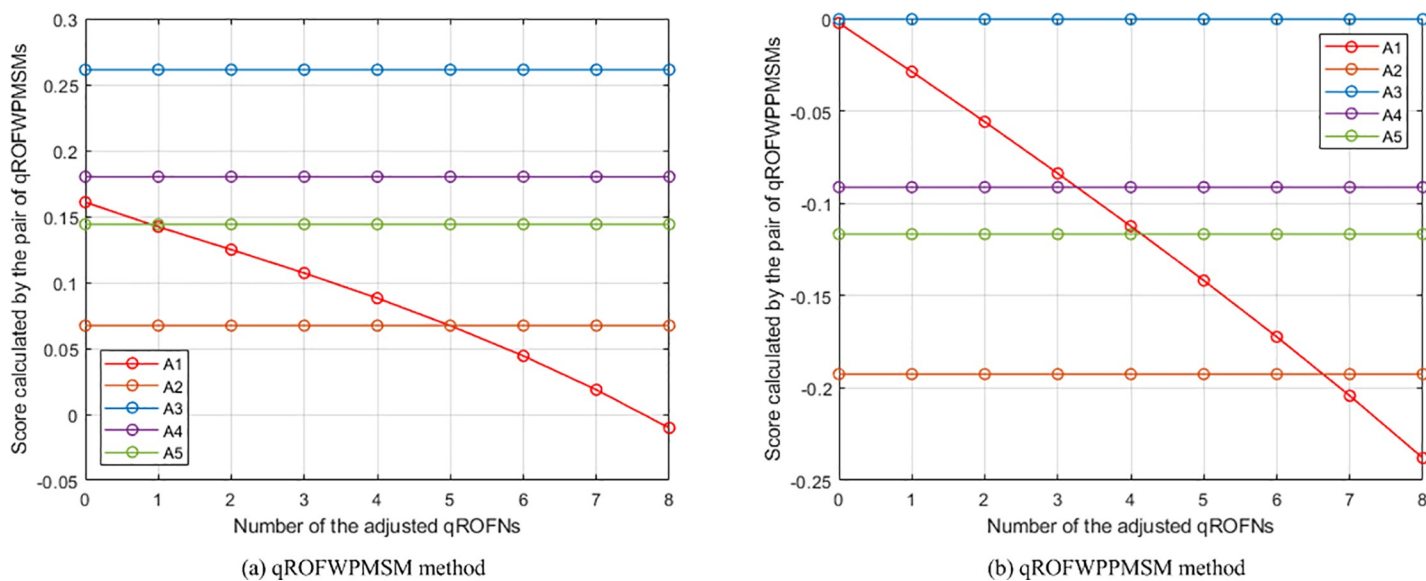 Score calculated by the pair of qROFWPMSMs
0.3
0.25
0.2
0.15
0.1
0.05
0
-0.05
0 1 2 3 4 5 6 7 8
A1
A2
A3
A4
A5
Number of the adjusted qROFNs
(a) qROFWPMSM method
Score calculated by the pair of qROFWPPMSMs
0
-0.05
-0.1
-0.15
-0.2
-0.25
0 1 2 3 4 5 6 7 8
A1
A2
A3
A4
A5
Number of the adjusted qROFNs
(b) qROFWPPMSM method